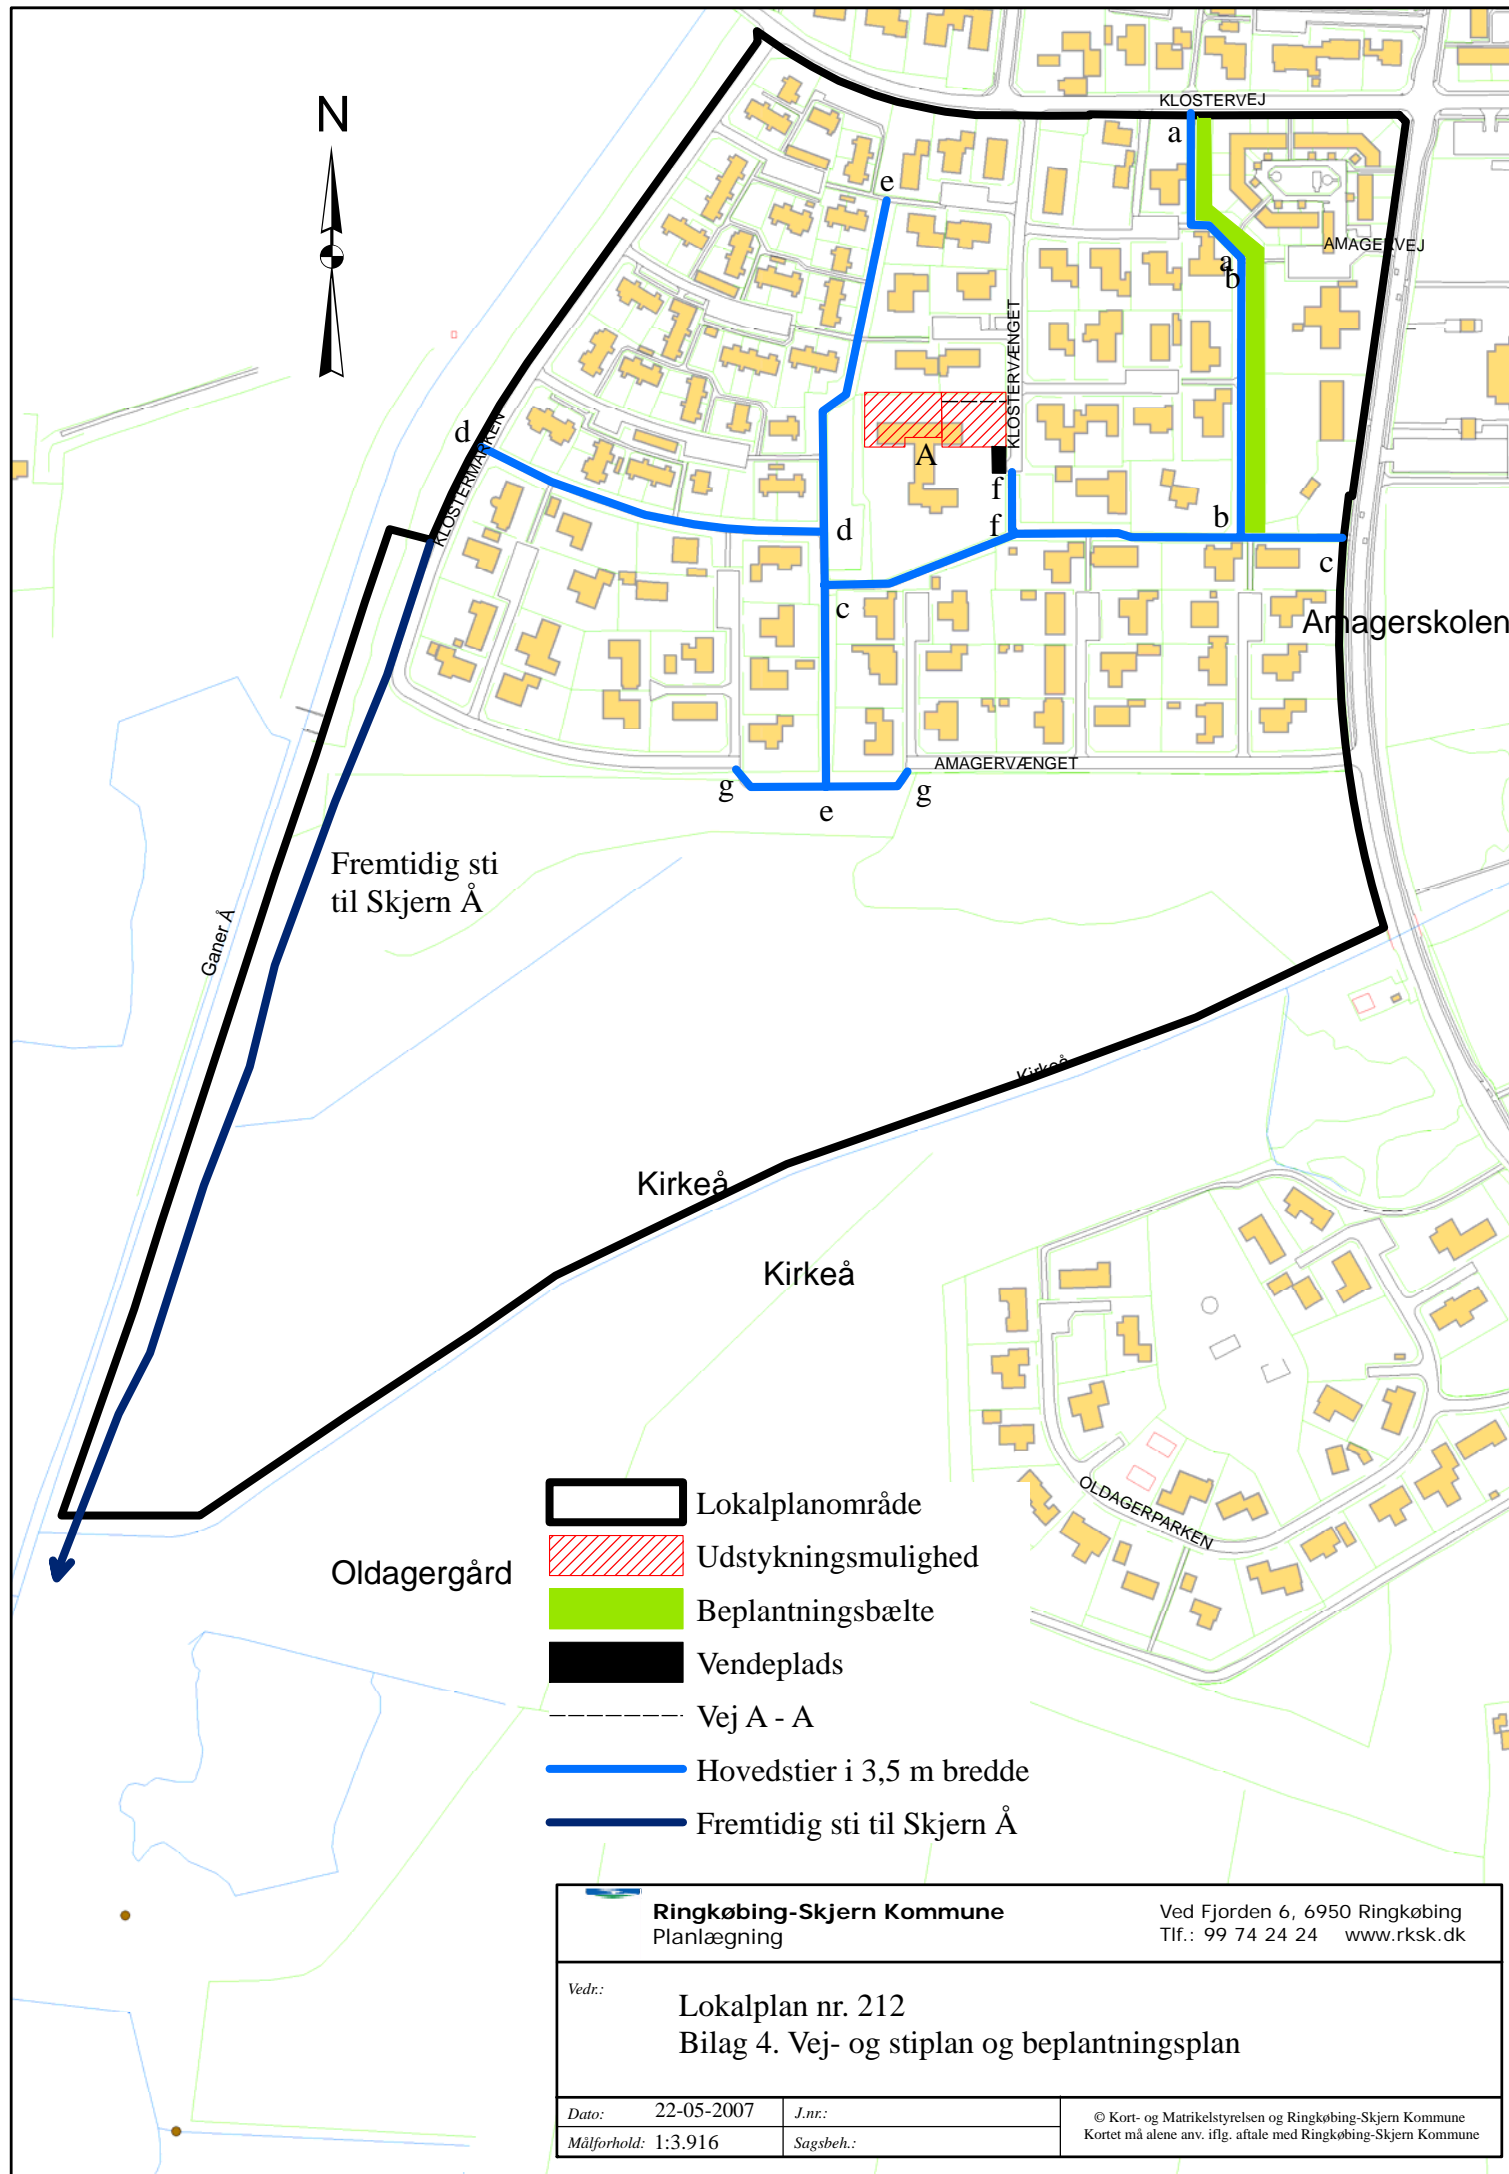 N
KLOSTERVEJ
a
e
AMAGERVEJ
a
b
KLOSTERVÆNGET
d
KLOSTERMARKEN
A
f
f
b
d
c
c
Amagerskolen
AMAGERVÆNGET
g
e
g
Fremtidig sti
til Skjern Å
Ganer Å
Kirkeå
Kirkeå
Kirkeå
OLDAGERPARKEN
Oldagergård
Lokalplanområde
Udstykningsmulighed
Beplantningsbælte
Vendeplads
Vej A - A
Hovedstier i 3,5 m bredde
Fremtidig sti til Skjern Å
Ringkøbing-Skjern Kommune
Planlægning
Ved Fjorden 6, 6950 Ringkøbing
Tlf.: 99 74 24 24 www.rksk.dk
Vedr.:
Lokalplan nr. 212
Bilag 4. Vej- og stiplan og beplantningsplan
Dato: 22-05-2007
J.nr.:
Målforhold: 1:3.916
Sagsbeh.:
© Kort- og Matrikelstyrelsen og Ringkøbing-Skjern Kommune
Kortet må alene anv. iflg. aftale med Ringkøbing-Skjern Kommune